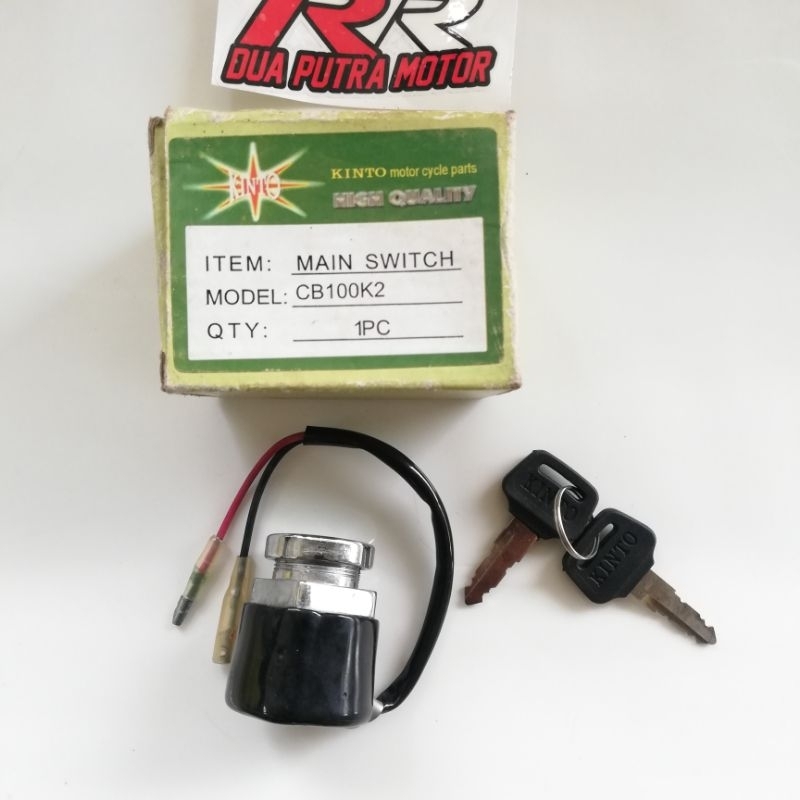 RR
DUA PUTRA MOTOR
KINTO
KINTO motor cycle parts
HIGH QUALITY
ITEM: MAIN SWITCH
MODEL: CB100K2
QTY: 1PC
KINTO
KINTO